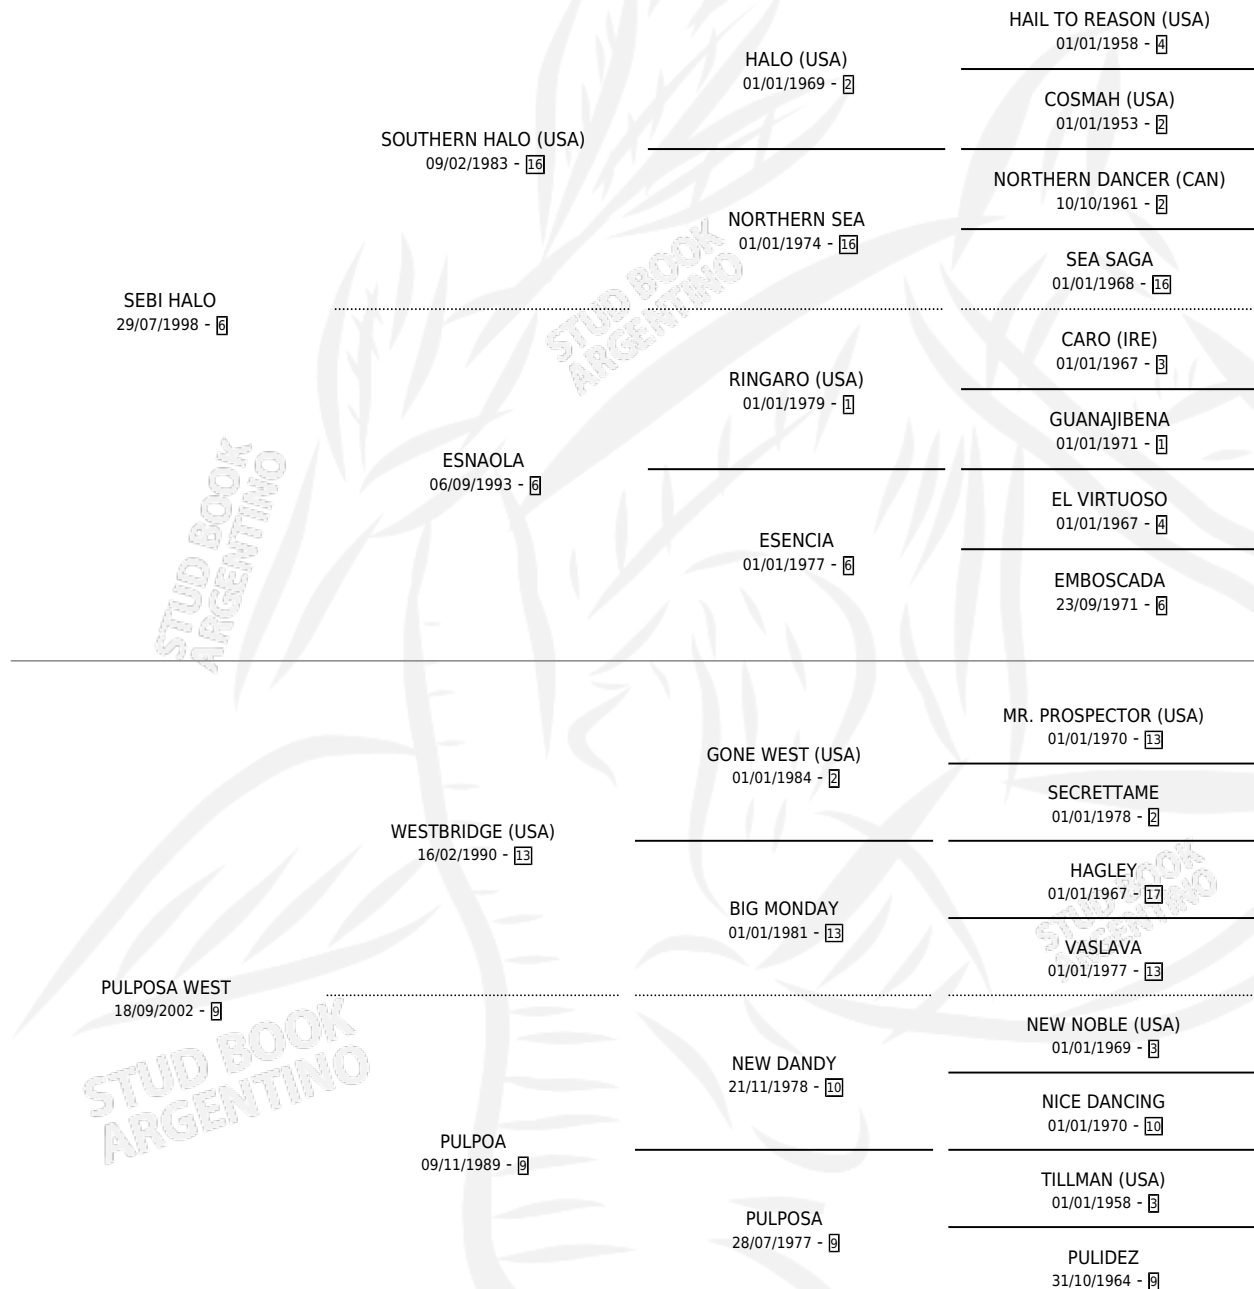 HAIL TO REASON (USA)
01/01/1958 - 4
HALO (USA)
01/01/1969 - 2
COSMAH (USA)
01/01/1953 - 2
SOUTHERN HALO (USA)
09/02/1983 - 16
NORTHERN DANCER (CAN)
10/10/1961 - 2
NORTHERN SEA
01/01/1974 - 16
SEA SAGA
01/01/1968 - 16
SEBI HALO
29/07/1998 - 6
CARO (IRE)
01/01/1967 - 3
RINGARO (USA)
01/01/1979 - 1
GUANAJIBENA
01/01/1971 - 1
ESNAOLA
06/09/1993 - 6
EL VIRTUOSO
01/01/1967 - 4
ESENCIA
01/01/1977 - 6
EMBOSCADA
23/09/1971 - 6
MR. PROSPECTOR (USA)
01/01/1970 - 13
GONE WEST (USA)
01/01/1984 - 2
SECRETTAME
01/01/1978 - 2
WESTBRIDGE (USA)
16/02/1990 - 13
HAGLEY
01/01/1967 - 17
BIG MONDAY
01/01/1981 - 13
VASLAVA
01/01/1977 - 13
PULPOSA WEST
18/09/2002 - 9
NEW NOBLE (USA)
01/01/1969 - 3
NEW DANDY
21/11/1978 - 10
NICE DANCING
01/01/1970 - 10
PULPOA
09/11/1989 - 9
TILLMAN (USA)
01/01/1958 - 3
PULPOSA
28/07/1977 - 9
PULIDEZ
31/10/1964 - 9
STUD BOOK
ARGENTINO
STUD BOOK
ARGENTINO
STUD BOOK
ARGENTINO
STUD BOOK
ARGENTINO